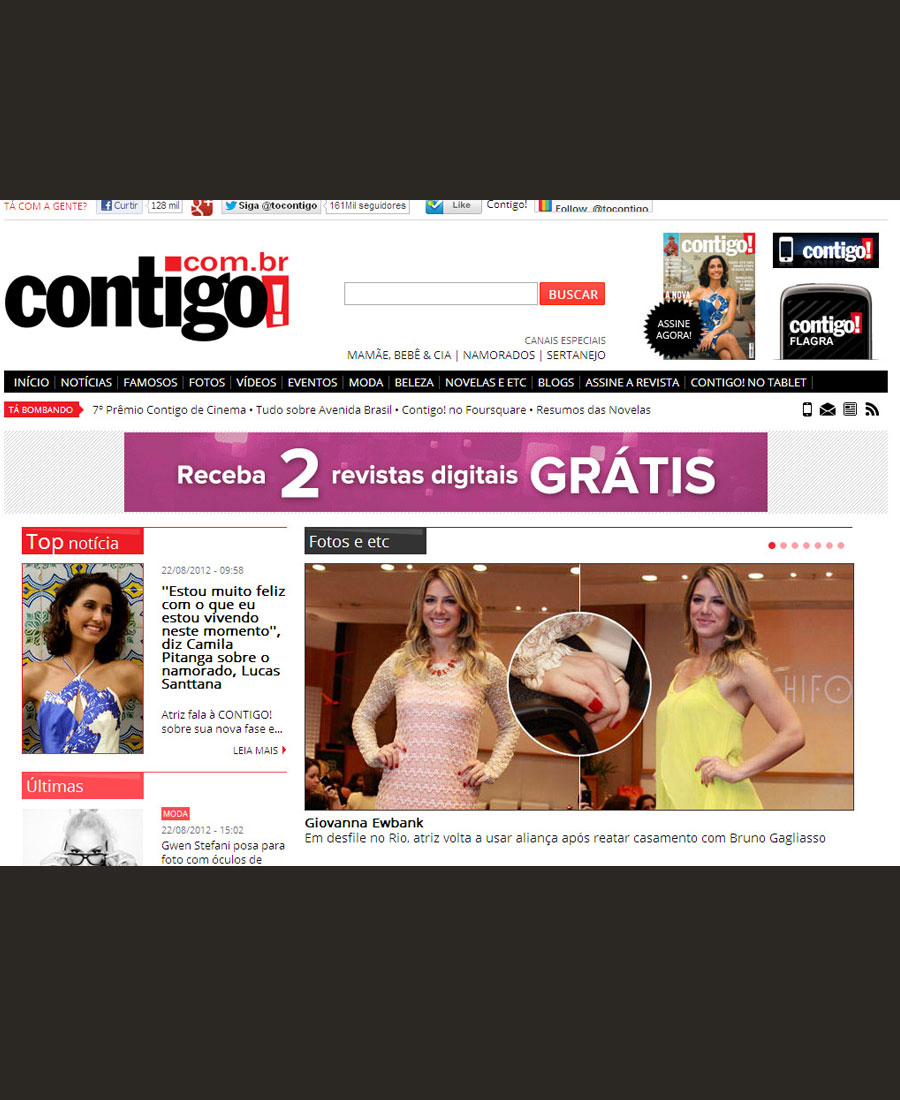 TÁ COM A GENTE?
Curtir
128 mil
Siga @tocontigo
161Mil seguidores
Like
Contigo!
Follow @tocontigo
contigo!
.com.br
BUSCAR
CANAIS ESPECIAIS
MAMÃE, BEBÊ & CIA | NAMORADOS | SERTANEJO
contigo!
A NOVA
ASSINE
AGORA!
contigo!
contigo!
FLAGRA
INÍCIO | NOTÍCIAS | FAMOSOS | FOTOS | VÍDEOS | EVENTOS | MODA | BELEZA | NOVELAS E ETC | BLOGS | ASSINE A REVISTA | CONTIGO! NO TABLET |
TÁ BOMBANDO
7º Prêmio Contigo de Cinema • Tudo sobre Avenida Brasil • Contigo! no Foursquare • Resumos das Novelas
Receba 2 revistas digitais GRÁTIS
Top notícia
22/08/2012 - 09:58
"Estou muito feliz
com o que eu
estou vivendo
neste momento",
diz Camila
Pitanga sobre o
namorado, Lucas
Santtana
Atriz fala à CONTIGO!
sobre sua nova fase e...
LEIA MAIS
Últimas
MODA
22/08/2012 - 15:02
Gwen Stefani posa para
foto com óculos de
Fotos e etc
HIFO
Giovanna Ewbank
Em desfile no Rio, atriz volta a usar aliança após reatar casamento com Bruno Gagliasso